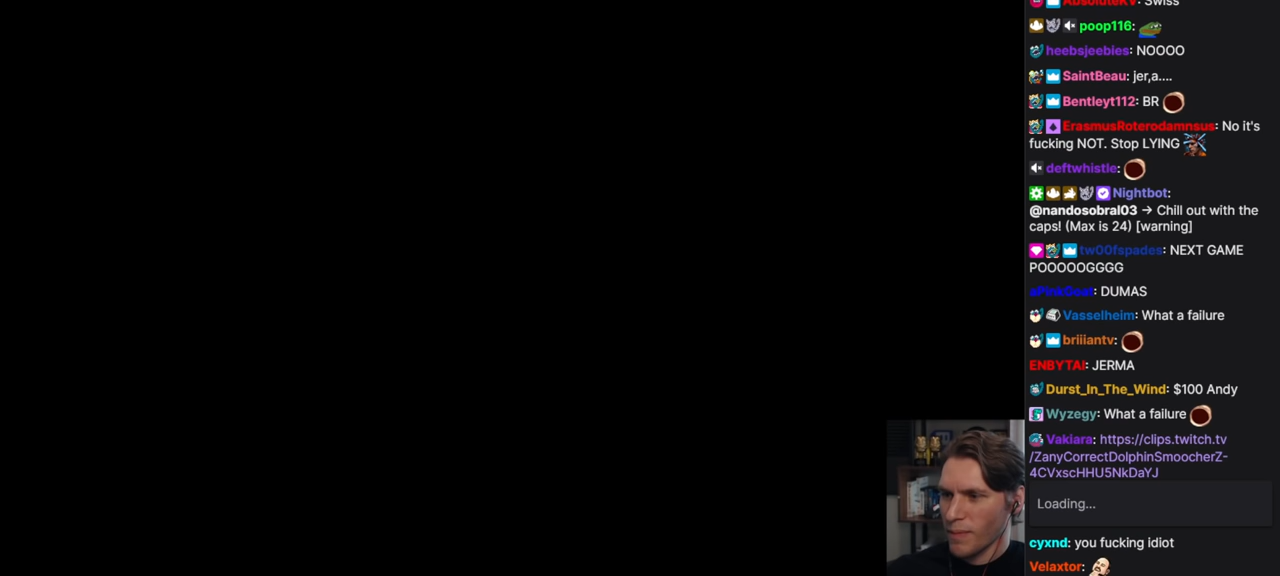 AbsoluteKV: Swiss
poop116:
heebsjeebies: NOOOO
SaintBeau: jer,a....
Bentleyt112: BR
ErasmusRoterodamnsus: No it's
fucking NOT. Stop LYING
deftwhistle:
Nightbot:
@nandosobral03 → Chill out with the
caps! (Max is 24) [warning]
tw00fspades: NEXT GAME
POOOOOGGGG
aPinkGoat: DUMAS
Vasselheim: What a failure
briiiantv:
ENBYTAI: JERMA
Durst_In_The_Wind: $100 Andy
Wyzegy: What a failure
Vakiara: https://clips.twitch.tv
/ZanyCorrectDolphinSmoocherZ-
4CVxscHHU5NkDaYJ
Loading...
cyxnd: you fucking idiot
Velaxtor: